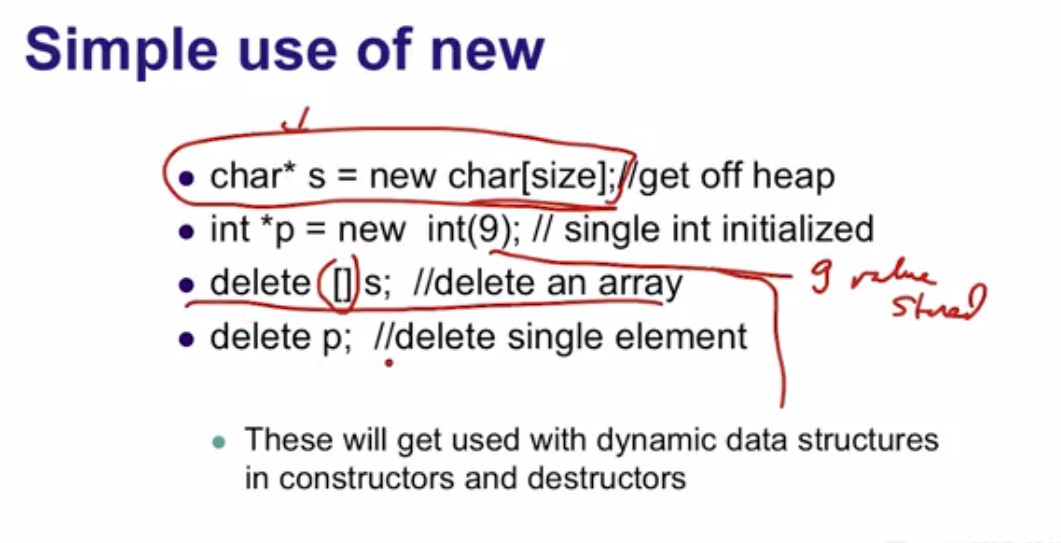 Simple use of new
• char* s = new char[size];//get off heap
• int *p = new int(9); // single int initialized
• delete [] s; //delete an array
9 value
stored
• delete p; //delete single element
• These will get used with dynamic data structures
in constructors and destructors